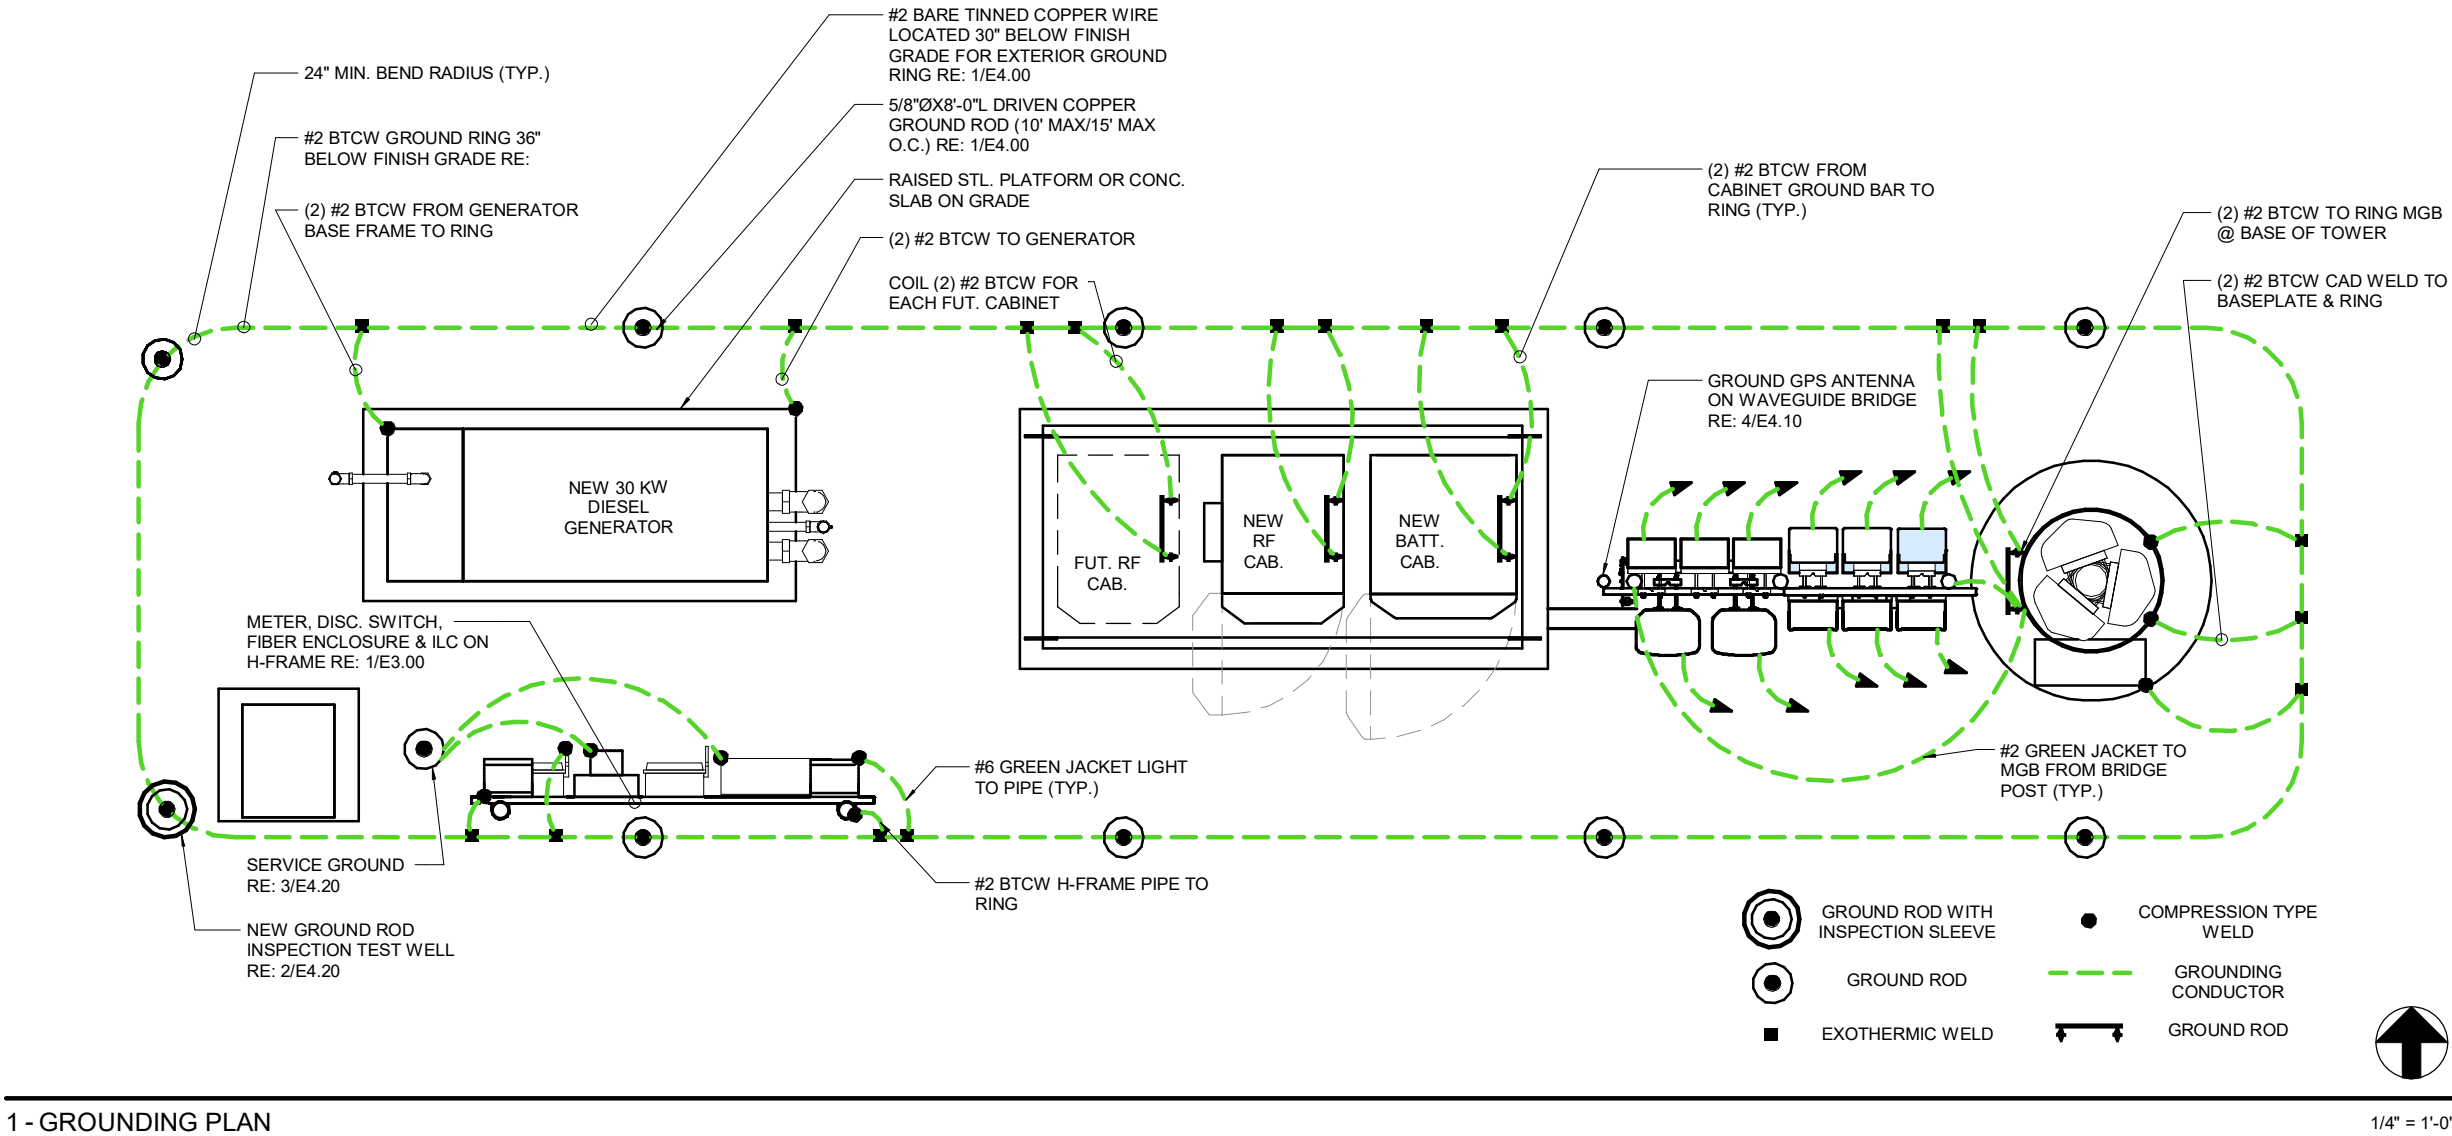 #2 BARE TINNED COPPER WIRE
LOCATED 30" BELOW FINISH
GRADE FOR EXTERIOR GROUND
RING RE: 1/E4.00
24" MIN. BEND RADIUS (TYP.)
5/8"ØX8'-0"L DRIVEN COPPER
GROUND ROD (10' MAX/15' MAX
O.C.) RE: 1/E4.00
#2 BTCW GROUND RING 36"
BELOW FINISH GRADE RE:
RAISED STL. PLATFORM OR CONC.
SLAB ON GRADE
(2) #2 BTCW FROM GENERATOR
BASE FRAME TO RING
(2) #2 BTCW TO GENERATOR
COIL (2) #2 BTCW FOR
EACH FUT. CABINET
(2) #2 BTCW FROM
CABINET GROUND BAR TO
RING (TYP.)
(2) #2 BTCW TO RING MGB
@ BASE OF TOWER
(2) #2 BTCW CAD WELD TO
BASEPLATE & RING
GROUND GPS ANTENNA
ON WAVEGUIDE BRIDGE
RE: 4/E4.10
NEW 30 KW
DIESEL
GENERATOR
FUT. RF
CAB.
NEW
RF
CAB.
NEW
BATT.
CAB.
METER, DISC. SWITCH,
FIBER ENCLOSURE & ILC ON
H-FRAME RE: 1/E3.00
#6 GREEN JACKET LIGHT
TO PIPE (TYP.)
#2 GREEN JACKET TO
MGB FROM BRIDGE
POST (TYP.)
SERVICE GROUND
RE: 3/E4.20
#2 BTCW H-FRAME PIPE TO
RING
NEW GROUND ROD
INSPECTION TEST WELL
RE: 2/E4.20
GROUND ROD WITH
INSPECTION SLEEVE
COMPRESSION TYPE
WELD
GROUND ROD
GROUNDING
CONDUCTOR
EXOTHERMIC WELD
GROUND ROD
1 - GROUNDING PLAN
1/4" = 1'-0"